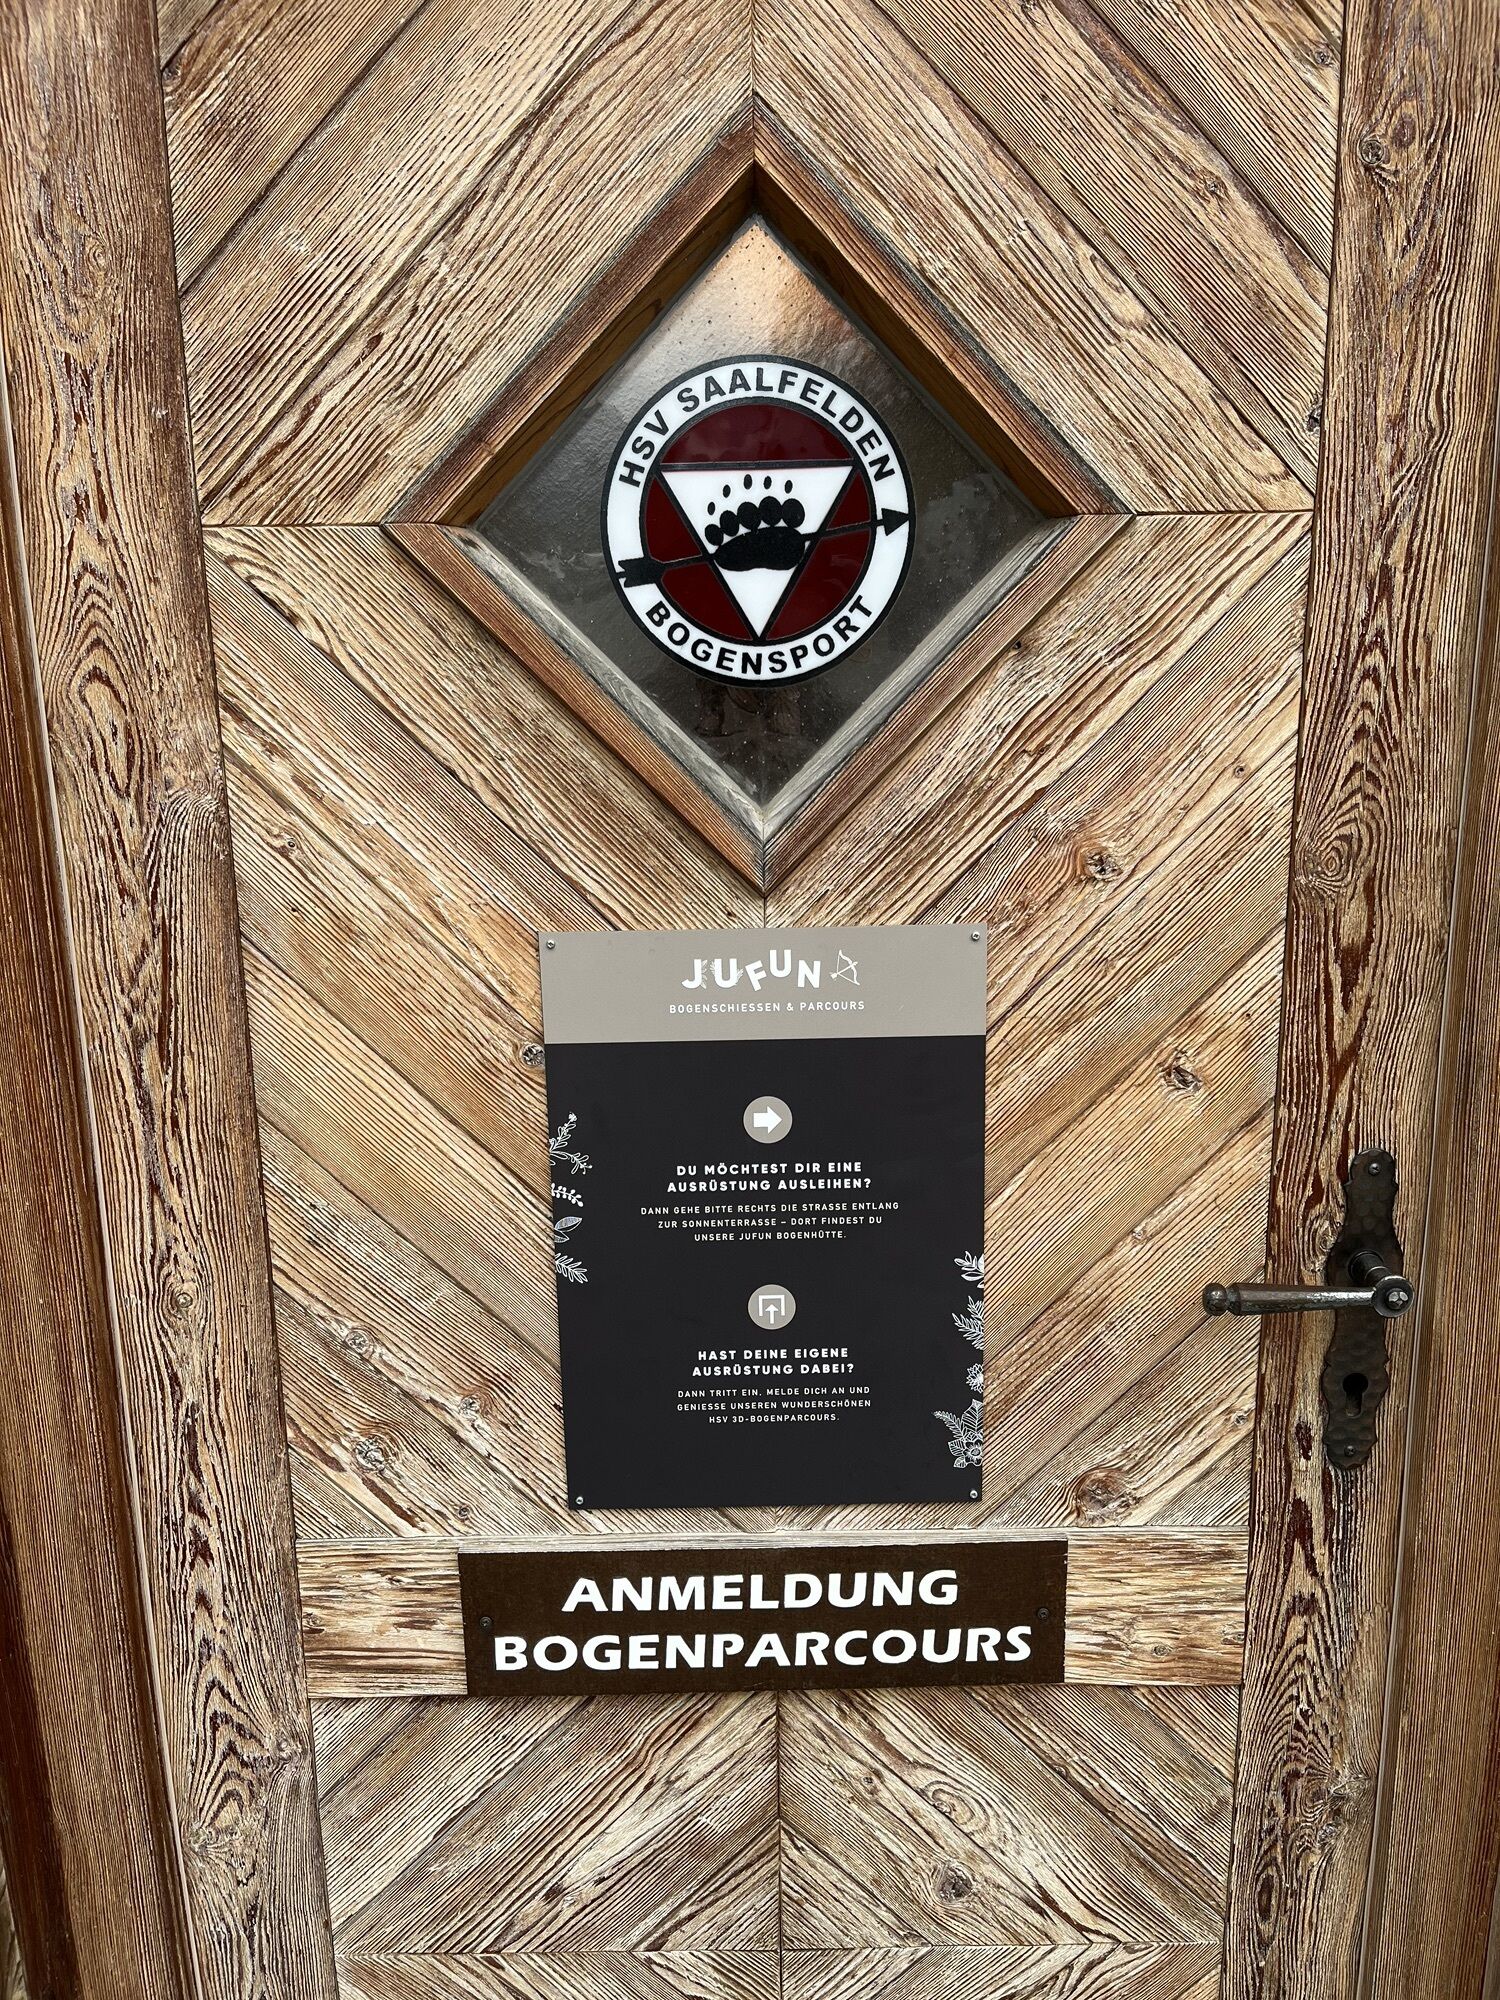 HSV SAALFELDEN
BOGENSPORT
JUFUN
BOGENSCHIESSEN & PARCOURS
DU MÖCHTEST DIR EINE
AUSRÜSTUNG AUSLEIHEN?
DANN GEHE BITTE RECHTS DIE STRASSE ENTLANG
ZUR SONNENTERRASSE – DORT FINDEST DU
UNSERE JUFUN BOGENHÜTTE.
HAST DEINE EIGENE
AUSRÜSTUNG DABEI?
DANN TRITT EIN, MELDE DICH AN UND
GENIESSE UNSEREN WUNDERSCHÖNEN
HSV 3D-BOGENPARCOURS.
ANMELDUNG
BOGENPARCOURS